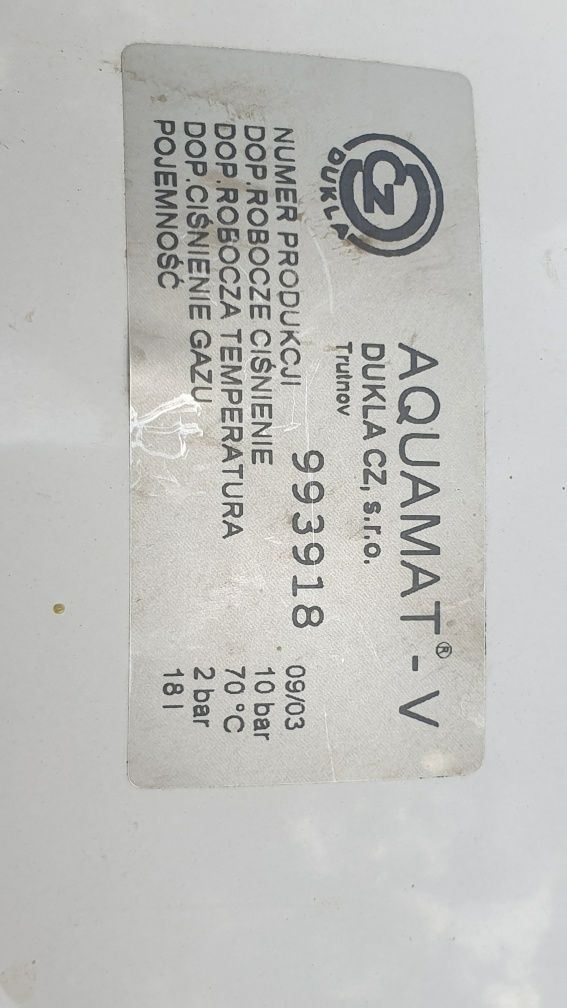 CZ
DUKLA
AQUAMAT® - V
DUKLA CZ, s.r.o.
Trutnov
NUMER PRODUKCJI 993918 09/03
DOP.ROBOCZE CIŚNIENIE 10 bar
DOP.ROBOCZA TEMPERATURA 70 °C
DOP.CIŚNIENIE GAZU 2 bar
POJEMNOŚĆ 18 l